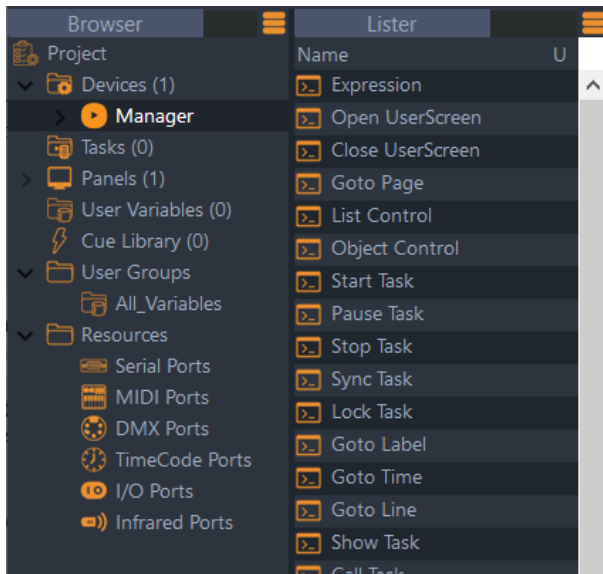 Browser
Project
Devices (1)
Manager
Tasks (0)
Panels (1)
User Variables (0)
Cue Library (0)
User Groups
All_Variables
Resources
Serial Ports
MIDI Ports
DMX Ports
TimeCode Ports
I/O Ports
Infrared Ports
Lister
Name U
Expression
Open UserScreen
Close UserScreen
Goto Page
List Control
Object Control
Start Task
Pause Task
Stop Task
Sync Task
Lock Task
Goto Label
Goto Time
Goto Line
Show Task
Call Task